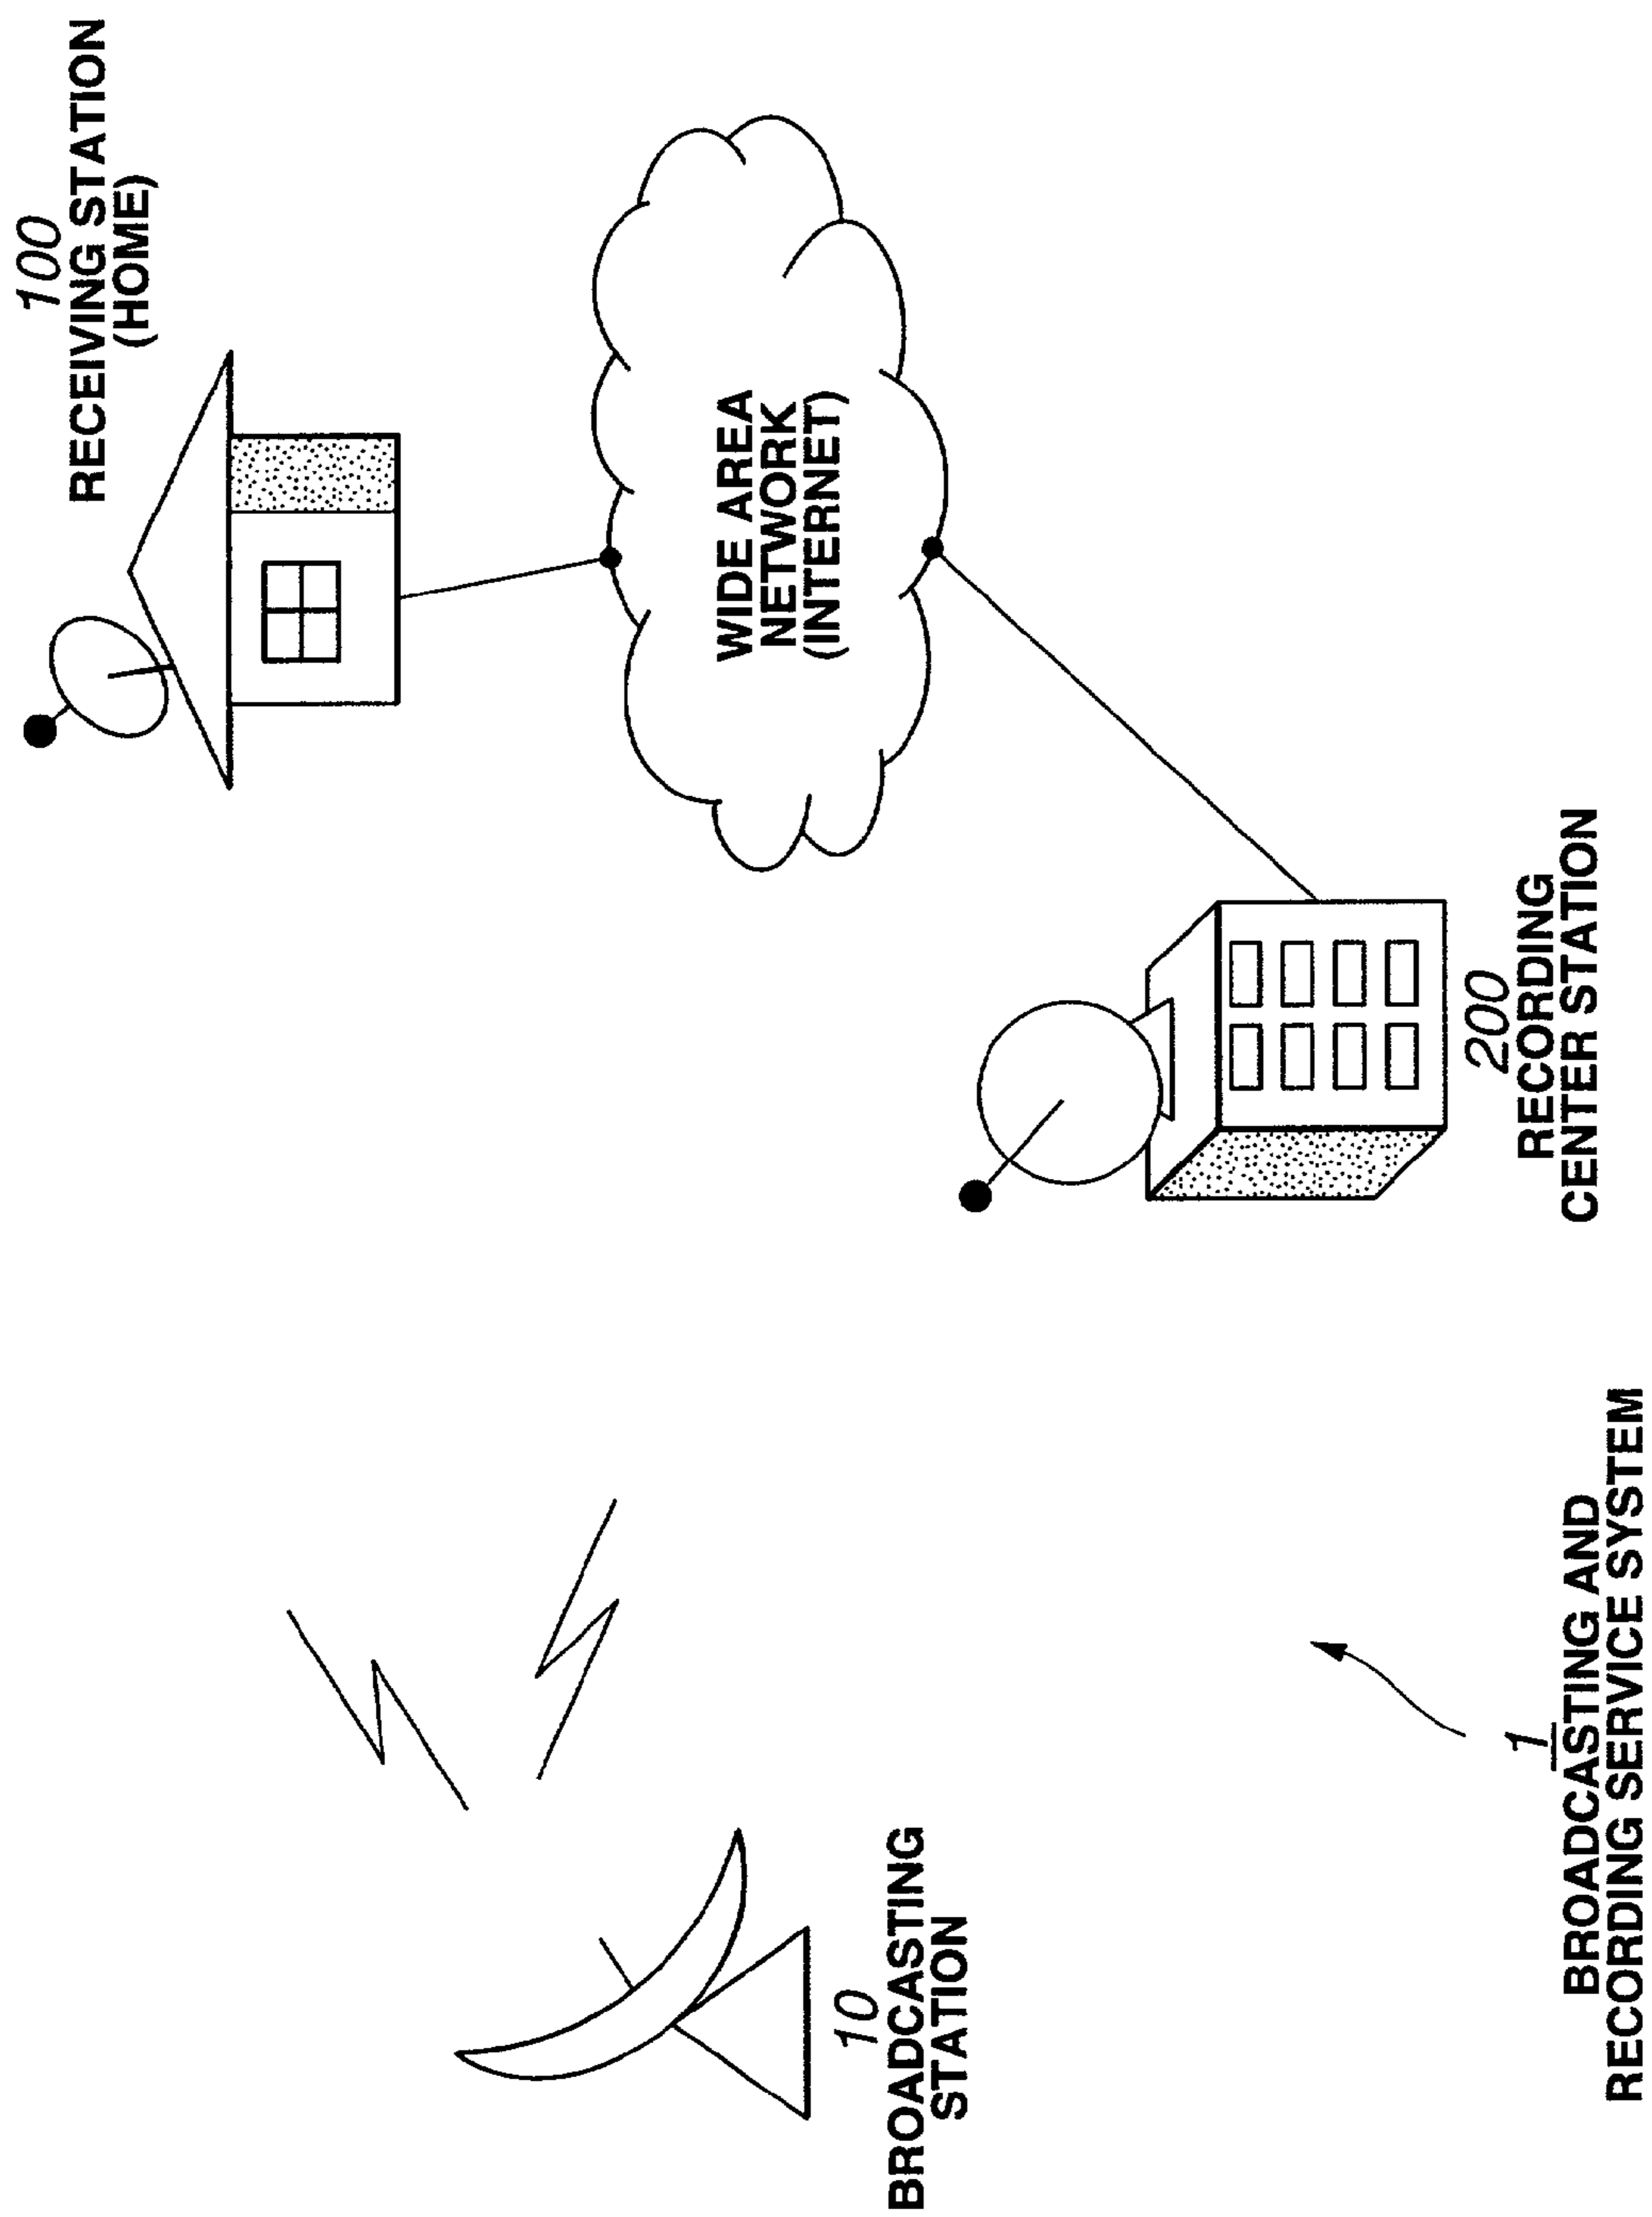 100
RECEIVING STATION
(HOME)
WIDE AREA
NETWORK
(INTERNET)
10
BROADCASTING
STATION
200
RECORDING
CENTER STATION
1
BROADCASTING AND
RECORDING SERVICE SYSTEM